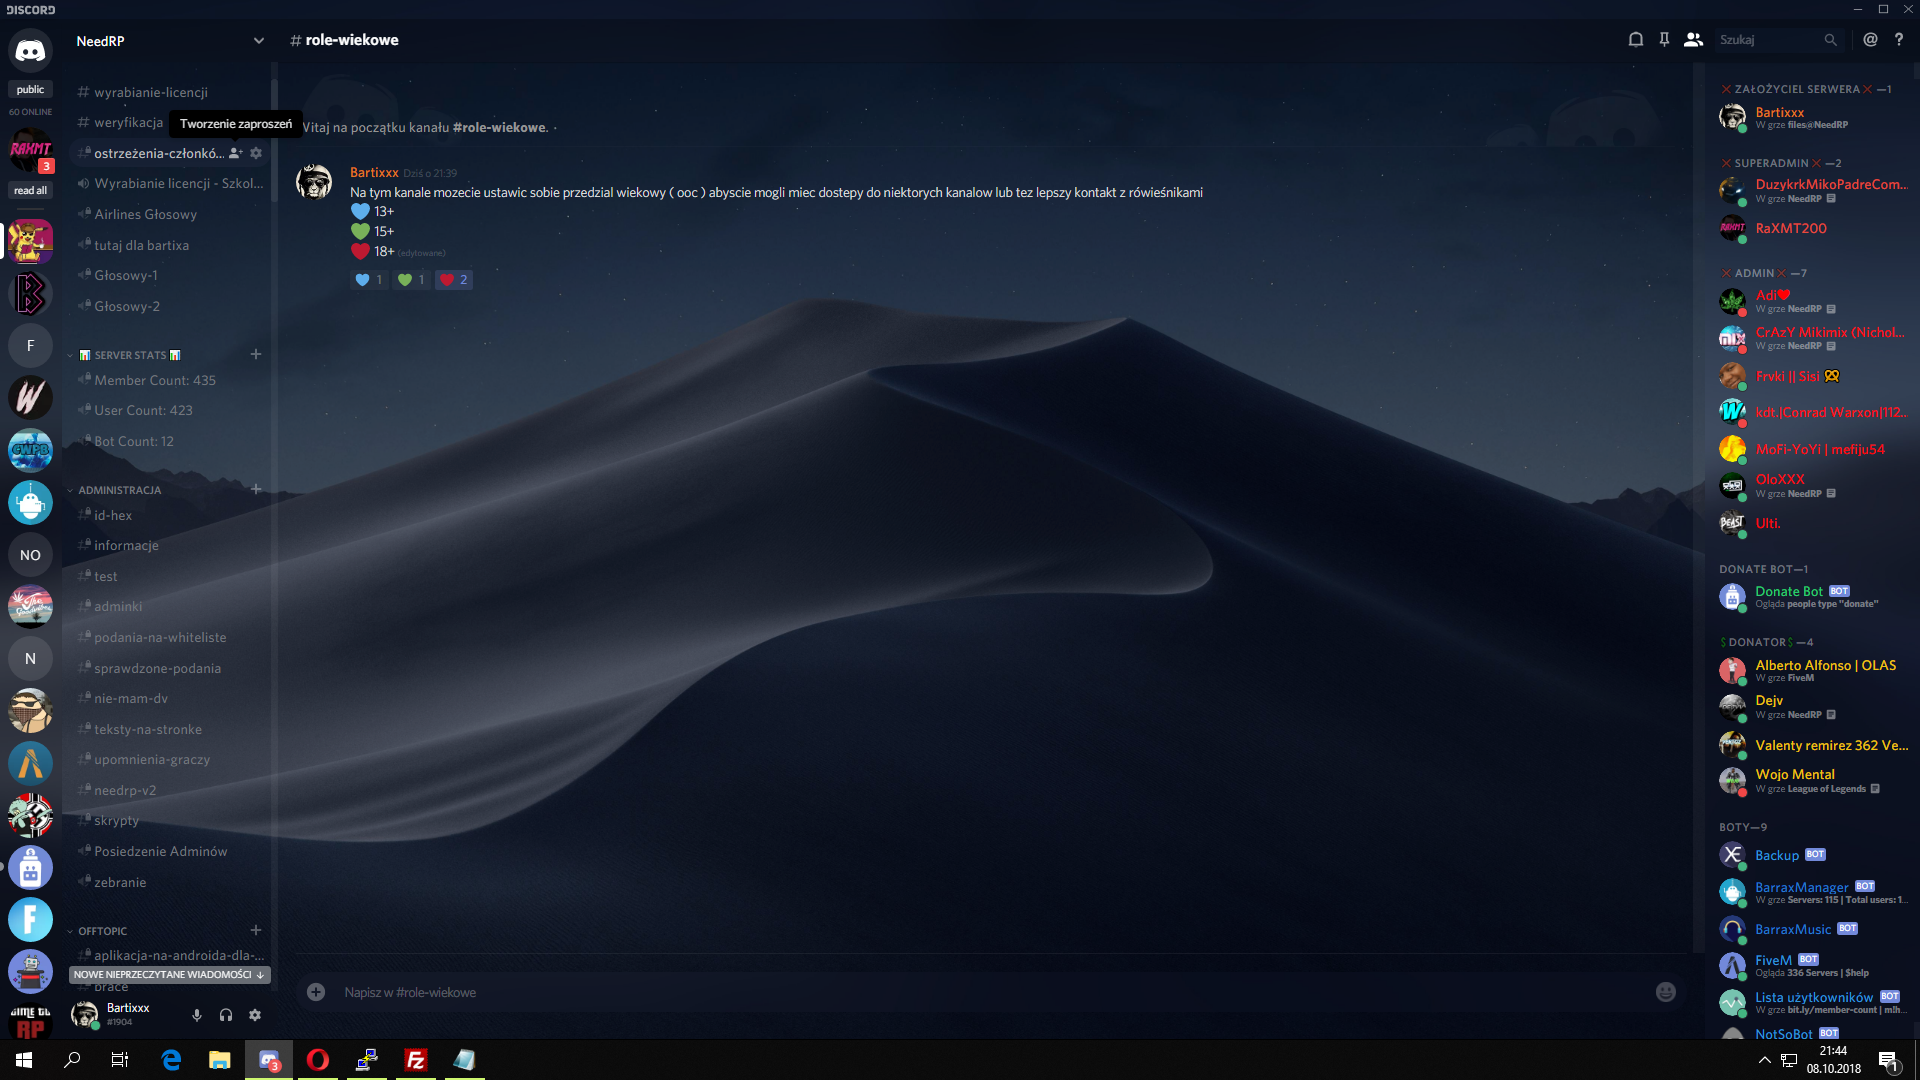 DISCORD
public
60 ONLINE
RAXMT
3
read all
F
CWPB
NO
N
F
GIME TO
RP
NeedRP
wyrabianie-licencji
weryfikacja
Tworzenie zaproszeń
ostrzeżenia-członkó...
Wyrabianie licencji - Szkol...
Airlines Głosowy
tutaj dla bartixa
Głosowy-1
Głosowy-2
SERVER STATS
Member Count: 435
User Count: 423
Bot Count: 12
ADMINISTRACJA
id-hex
informacje
test
adminki
podania-na-whiteliste
sprawdzone-podania
nie-mam-dv
teksty-na-stronke
upomnienia-graczy
needrp-v2
skrypty
Posiedzenie Adminów
zebranie
OFFTOPIC
aplikacja-na-androida-dla-...
NOWE NIEPRZECZYTANE WIADOMOŚCI ↓
prace
Bartixxx
#1904
# role-wiekowe
Szukaj
@ ?
Witaj na początku kanału #role-wiekowe.
Bartixxx Dziś o 21:39
Na tym kanale mozecie ustawic sobie przedzial wiekowy ( ooc ) abyscie mogli miec dostepy do niektorych kanalow lub tez lepszy kontakt z rówieśnikami
💙 13+
💚 15+
❤ 18+ (edytowane)
💙 1 💚 1 ❤ 2
Napisz w #role-wiekowe
❌ ZAŁOŻYCIEL SERWERA ❌ —1
Bartixxx
W grze files@NeedRP
❌ SUPERADMIN ❌ —2
DuzykrkMikoPadreCom...
W grze NeedRP
RAXMT
RaXMT200
❌ ADMIN ❌ —7
Adi❤
W grze NeedRP
MIX
CrΛzY Mikimix (Nichol...
W grze NeedRP
Frvki || Sisi
kdt.|Conrad Warxon|112...
MoFi-YoYi | mefiju54
OloXXX
W grze NeedRP
BEAST
Ulti.
DONATE BOT—1
Donate Bot BOT
Ogląda people type "donate"
$ DONATOR $ —4
Alberto Alfonso | OLAS
W grze FiveM
Dejv
W grze NeedRP
Valenty remirez 362 Ve...
Wojo Mental
W grze League of Legends
BOTY—9
Backup BOT
BarraxManager BOT
W grze Servers: 115 | Total users: 1...
BarraxMusic BOT
FiveM BOT
Ogląda 336 Servers | $help
Lista użytkowników BOT
W grze bit.ly/member-count | m!h...
NotSoBot BOT
3
21:44
08.10.2018
1